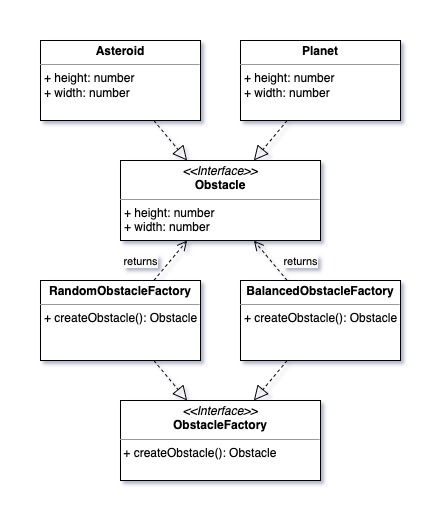 Asteroid
+ height: number
+ width: number
Planet
+ height: number
+ width: number
<<Interface>>
Obstacle
+ height: number
+ width: number
returns
returns
RandomObstacleFactory
+ createObstacle(): Obstacle
BalancedObstacleFactory
+ createObstacle(): Obstacle
<<Interface>>
ObstacleFactory
+ createObstacle(): Obstacle